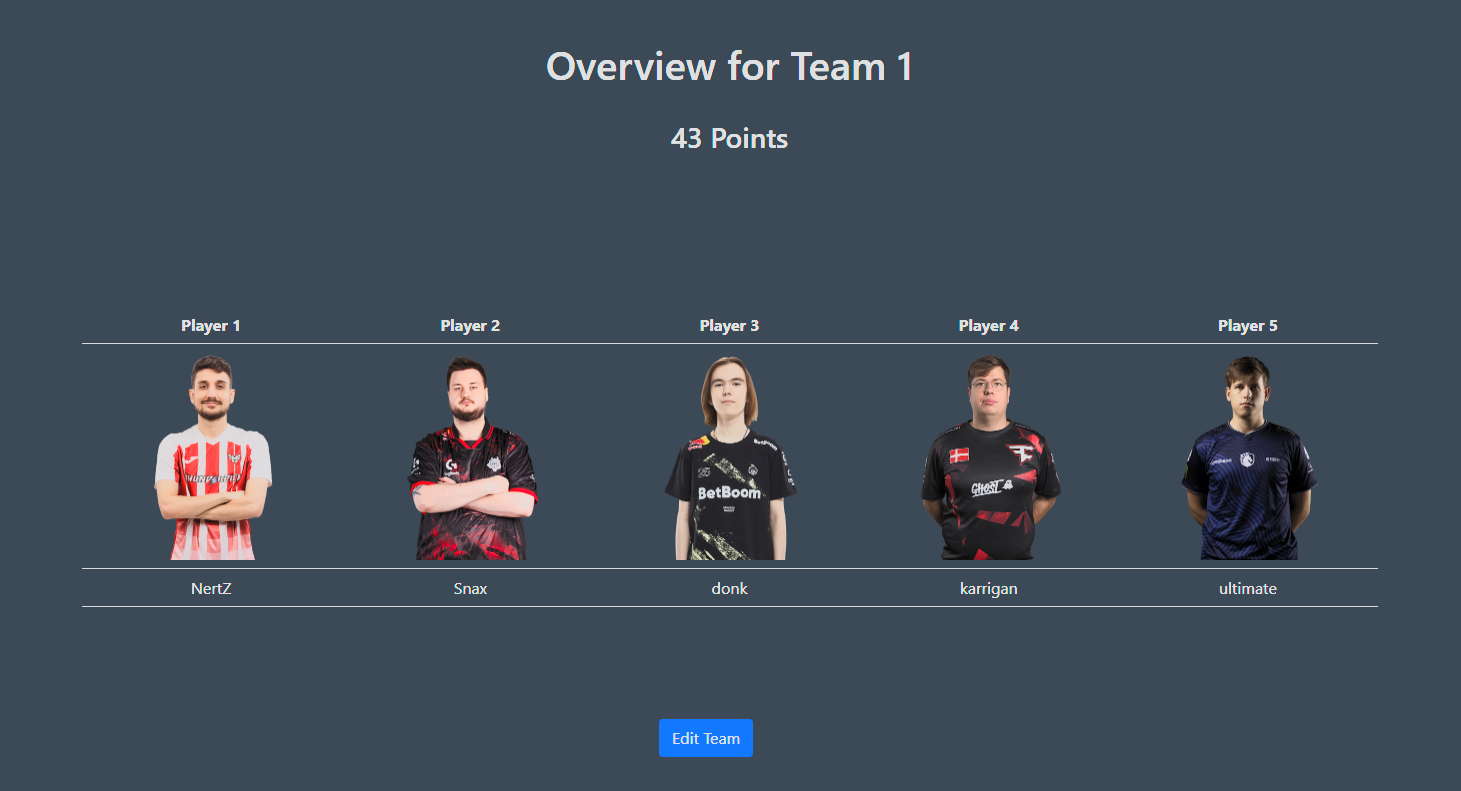 Overview for Team 1
43 Points
Player 1 Player 2 Player 3 Player 4 Player 5
BetBoom
GHOST
NertZ Snax donk karrigan ultimate
Edit Team